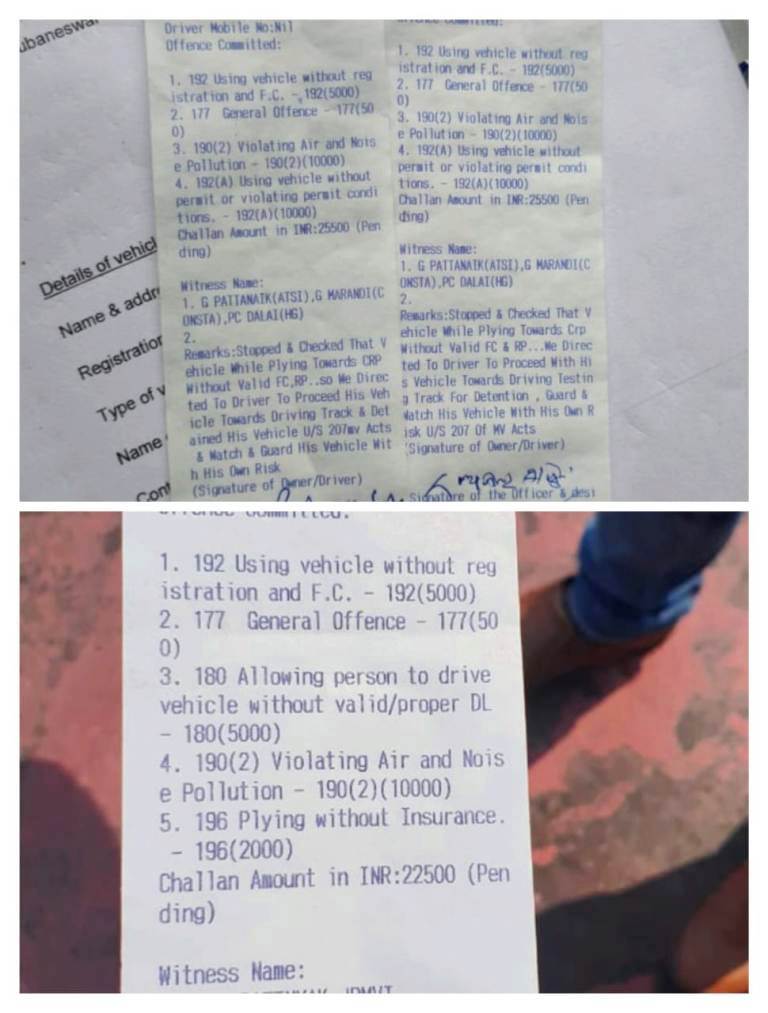 ubaneswar
Details of vehicl
Name & addre
Registration
Type of v
Name
Cont
Driver Mobile No:Nil
Offence Committed:
1. 192 Using vehicle without reg
istration and F.C. - 192(5000)
2. 177 General Offence - 177(50
0)
3. 190(2) Violating Air and Nois
e Pollution - 190(2)(10000)
4. 192(A) Using vehicle without
permit or violating permit condi
tions. - 192(A)(10000)
Challan Amount in INR:25500 (Pen
ding)
Witness Name:
1. G PATTANAIK(ATSI),G MARANDI(C
ONSTA),PC DALAI(HG)
2.
Remarks:Stopped & Checked That V
ehicle While Plying Towards CRP
Without Valid FC,RP..so We Direc
ted To Driver To Proceed His Veh
icle Towards Driving Track & Det
ained His Vehicle U/S 207mv Acts
& Watch & Guard His Vehicle Wit
h His Own Risk
(Signature of Owner/Driver)
1. 192 Using vehicle without reg
istration and F.C. - 192(5000)
2. 177 General Offence - 177(50
0)
3. 190(2) Violating Air and Nois
e Pollution - 190(2)(10000)
4. 192(A) Using vehicle without
permit or violating permit condi
tions. - 192(A)(10000)
Challan Amount in INR:25500 (Pen
ding)
Witness Name:
1. G PATTANAIK(ATSI),G MARANDI(C
ONSTA),PC DALAI(HG)
2.
Remarks:Stopped & Checked That V
ehicle While Plying Towards Crp
Without Valid FC & RP...We Direc
ted To Driver To Proceed With Hi
s Vehicle Towards Driving Testin
g Track For Detention , Guard &
Watch His Vehicle With His Own R
isk U/S 207 Of MV Acts
(Signature of Owner/Driver)
Signature of the Officer & desi
Offence Committed:
1. 192 Using vehicle without reg
istration and F.C. - 192(5000)
2. 177 General Offence - 177(50
0)
3. 180 Allowing person to drive
vehicle without valid/proper DL
- 180(5000)
4. 190(2) Violating Air and Nois
e Pollution - 190(2)(10000)
5. 196 Plying without Insurance.
- 196(2000)
Challan Amount in INR:22500 (Pen
ding)
Witness Name: